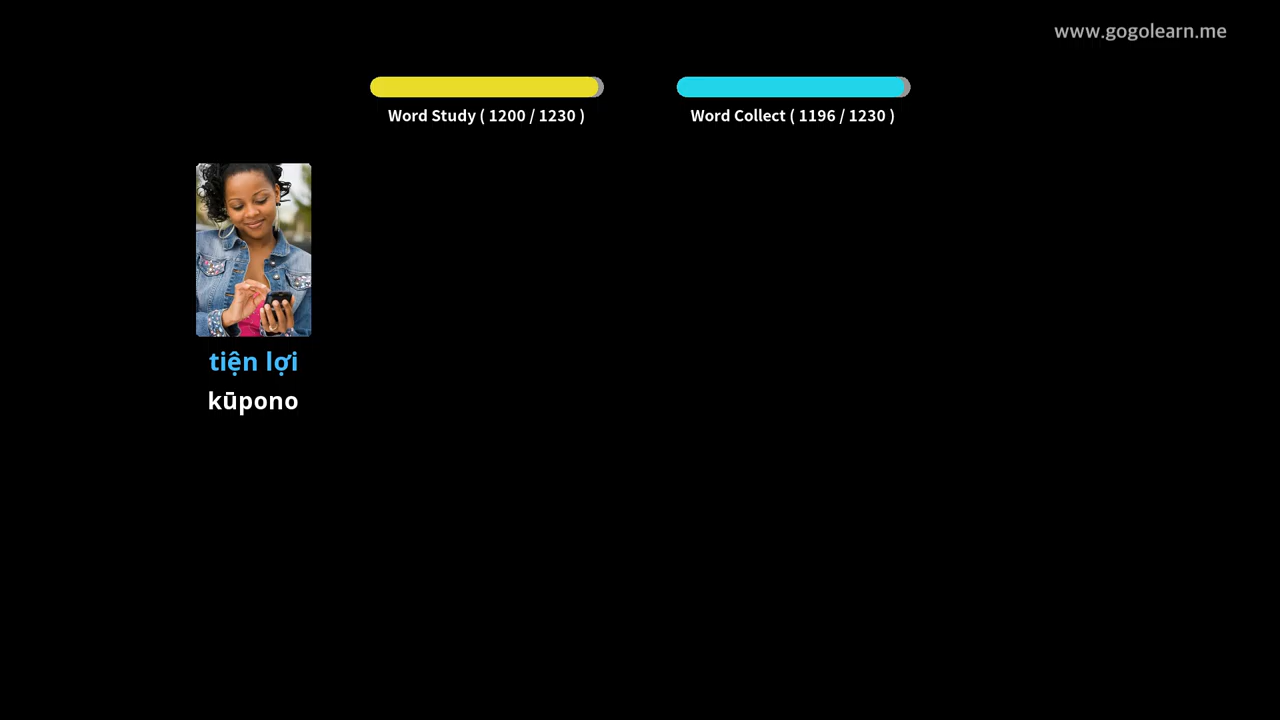 www.gogolearn.me
Word Study ( 1200 / 1230 )
Word Collect ( 1196 / 1230 )
tiện lợi
kūpono